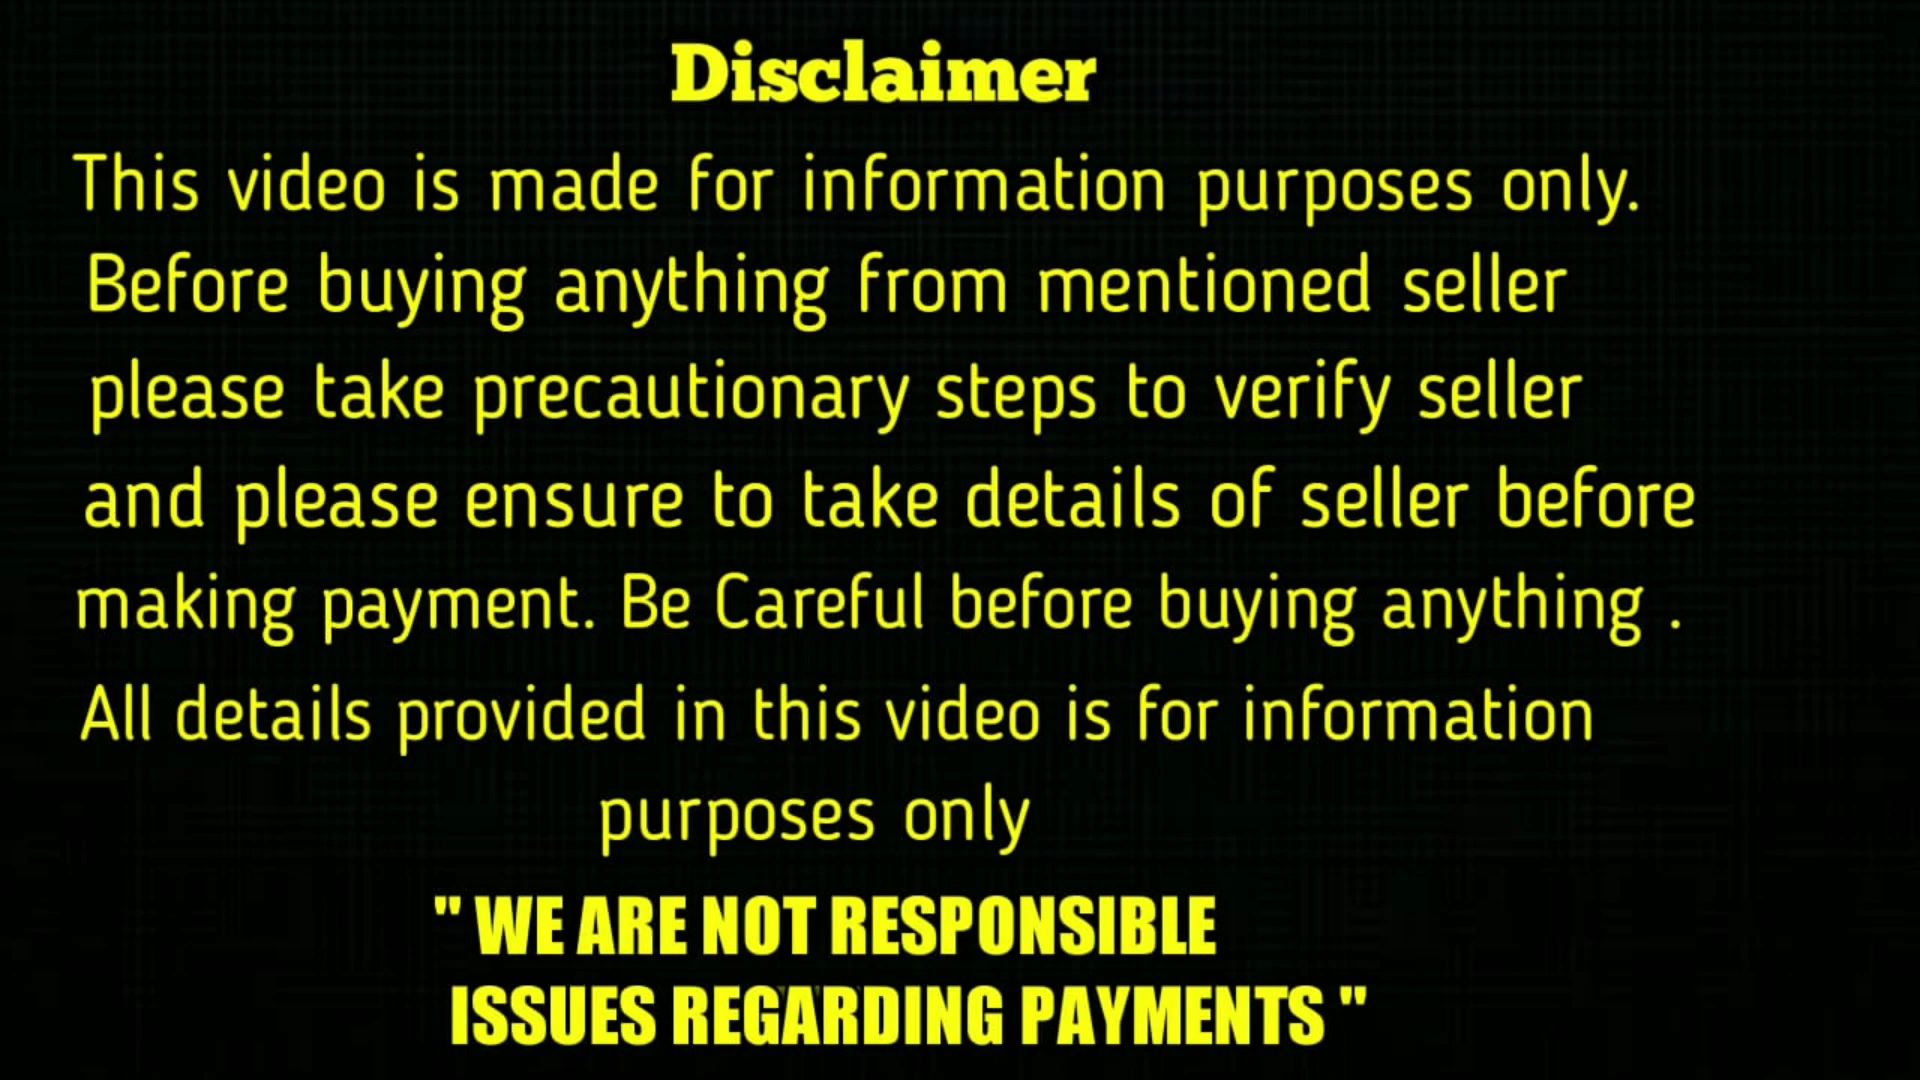 Disclaimer
This video is made for information purposes only.
Before buying anything from mentioned seller
please take precautionary steps to verify seller
and please ensure to take details of seller before
making payment. Be Careful before buying anything .
All details provided in this video is for information
purposes only
" WE ARE NOT RESPONSIBLE
ISSUES REGARDING PAYMENTS "